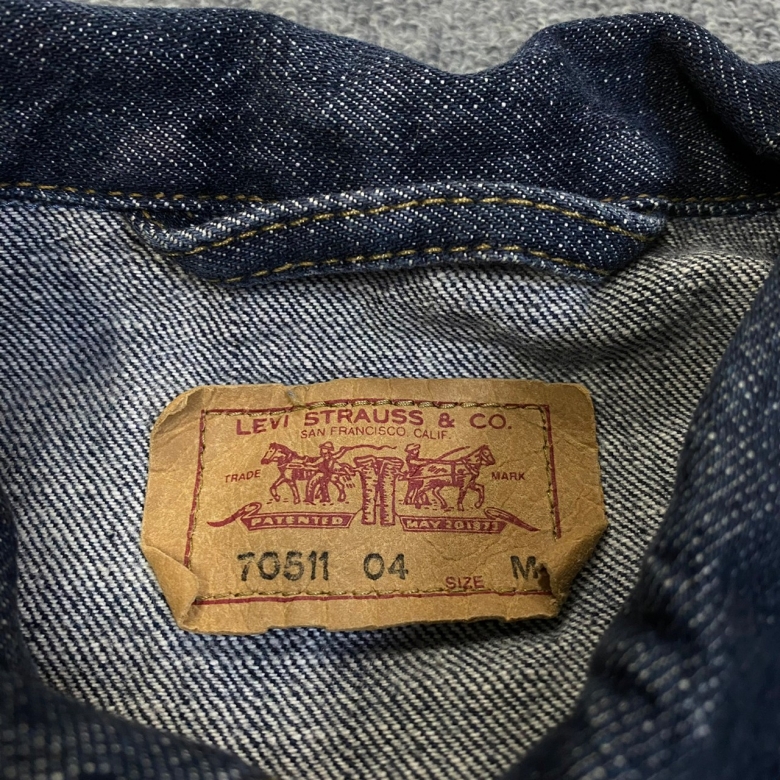 LEVI STRAUSS & CO.
SAN FRANCISCO, CALIF.
TRADE MARK
PATENTED MAY 20 1873
70511 04 SIZE M